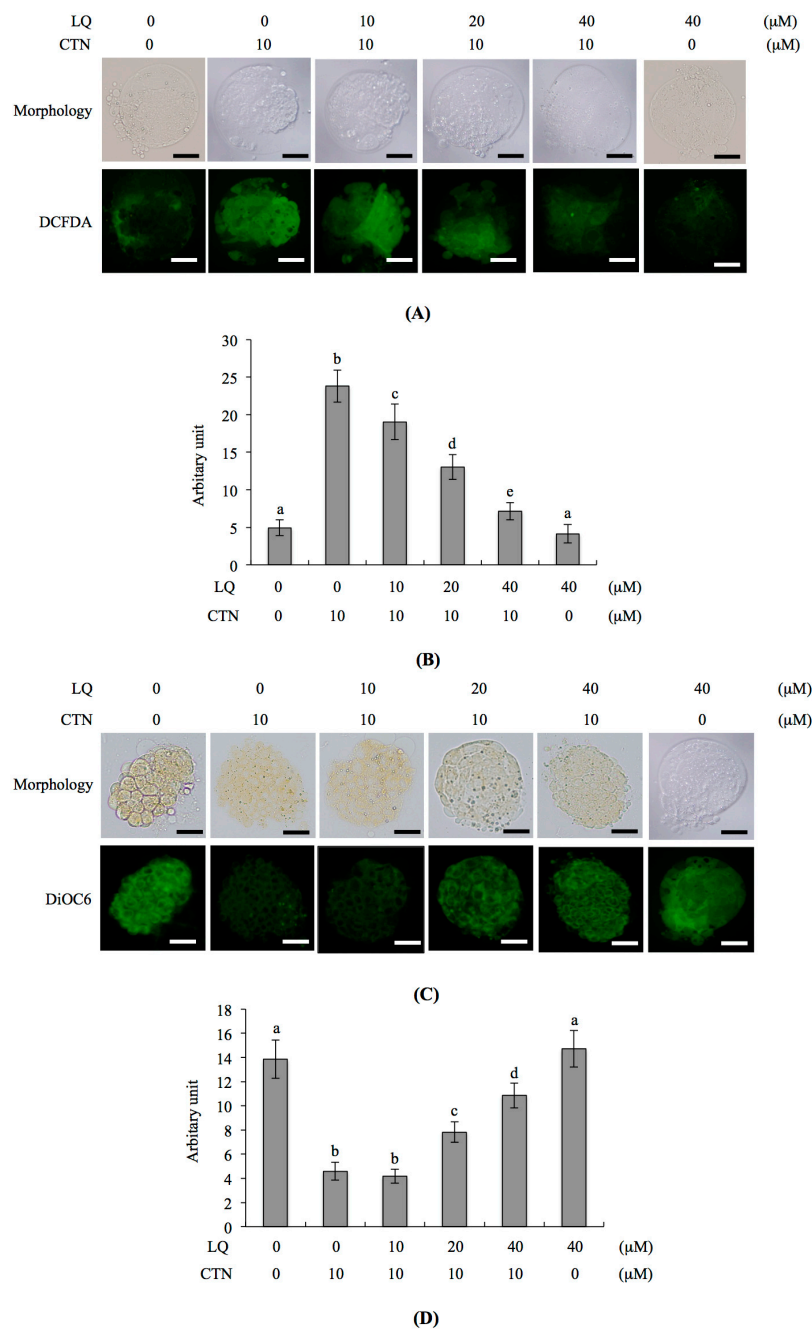 LQ 0 0 10 20 40 40 (μM)
CTN 0 10 10 10 10 0 (μM)
Morphology
DCFDA
(A)
30
25
20
15
10
5
0
Arbitary unit
a b c d e a
LQ 0 0 10 20 40 40 (μM)
CTN 0 10 10 10 10 0 (μM)
(B)
LQ 0 0 10 20 40 40 (μM)
CTN 0 10 10 10 10 0 (μM)
Morphology
DiOC6
(C)
18
16
14
12
10
8
6
4
2
0
Arbitary unit
a b b c d a
LQ 0 0 10 20 40 40 (μM)
CTN 0 10 10 10 10 0 (μM)
(D)